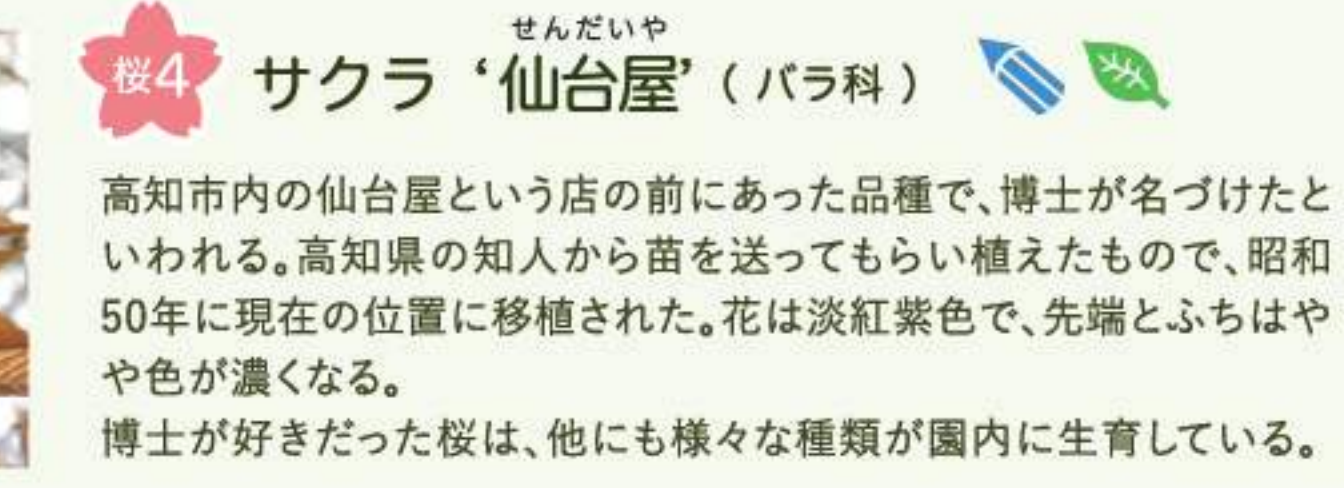 せんだいや
桜4 サクラ ‘仙台屋’（バラ科）
高知市内の仙台屋という店の前にあった品種で、博士が名づけたと
いわれる。高知県の知人から苗を送ってもらい植えたもので、昭和
50年に現在の位置に移植された。花は淡紅紫色で、先端とふちはや
や色が濃くなる。
博士が好きだった桜は、他にも様々な種類が園内に生育している。